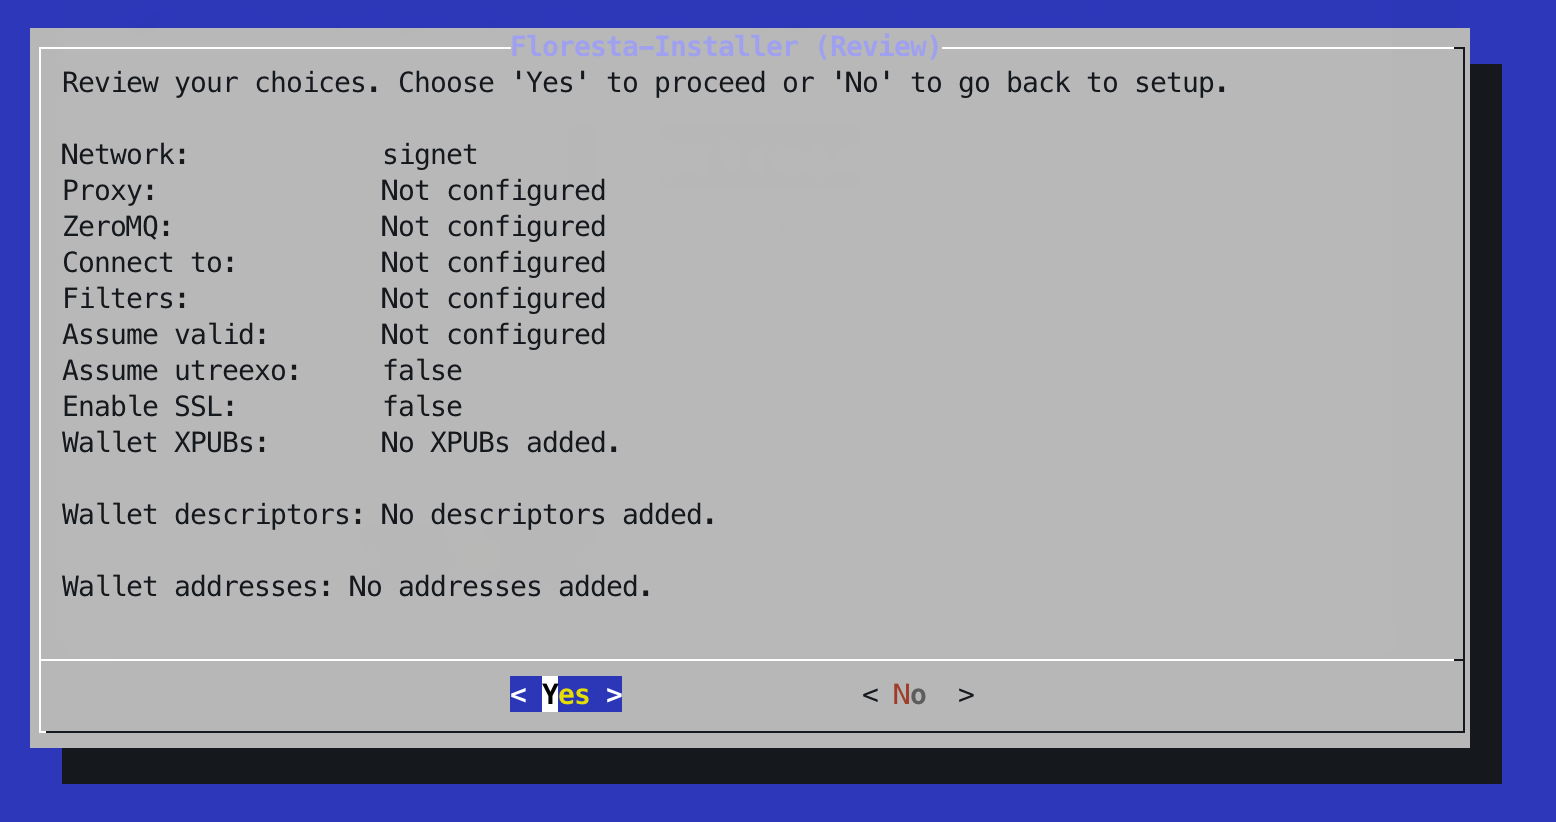 Floresta-Installer (Review)
Review your choices. Choose 'Yes' to proceed or 'No' to go back to setup.
Network: signet
Proxy: Not configured
ZeroMQ: Not configured
Connect to: Not configured
Filters: Not configured
Assume valid: Not configured
Assume utreexo: false
Enable SSL: false
Wallet XPUBs: No XPUBs added.
Wallet descriptors: No descriptors added.
Wallet addresses: No addresses added.
< Yes > < No >